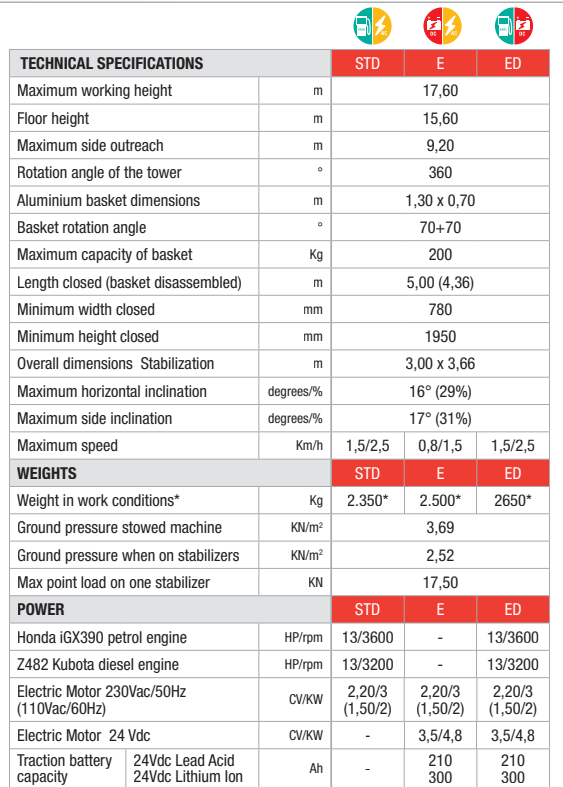 AC DC AC DC
TECHNICAL SPECIFICATIONS STD E ED
Maximum working height m 17,60
Floor height m 15,60
Maximum side outreach m 9,20
Rotation angle of the tower ° 360
Aluminium basket dimensions m 1,30 x 0,70
Basket rotation angle ° 70+70
Maximum capacity of basket Kg 200
Length closed (basket disassembled) m 5,00 (4,36)
Minimum width closed mm 780
Minimum height closed mm 1950
Overall dimensions Stabilization m 3,00 x 3,66
Maximum horizontal inclination degrees/% 16° (29%)
Maximum side inclination degrees/% 17° (31%)
Maximum speed Km/h 1,5/2,5 0,8/1,5 1,5/2,5
WEIGHTS STD E ED
Weight in work conditions* Kg 2.350* 2.500* 2650*
Ground pressure stowed machine KN/m² 3,69
Ground pressure when on stabilizers KN/m² 2,52
Max point load on one stabilizer KN 17,50
POWER STD E ED
Honda iGX390 petrol engine HP/rpm 13/3600 - 13/3600
Z482 Kubota diesel engine HP/rpm 13/3200 - 13/3200
Electric Motor 230Vac/50Hz CV/KW 2,20/3 2,20/3 2,20/3
(110Vac/60Hz) (1,50/2) (1,50/2) (1,50/2)
Electric Motor 24 Vdc CV/KW - 3,5/4,8 3,5/4,8
Traction battery 24Vdc Lead Acid Ah - 210 210
capacity 24Vdc Lithium Ion 300 300